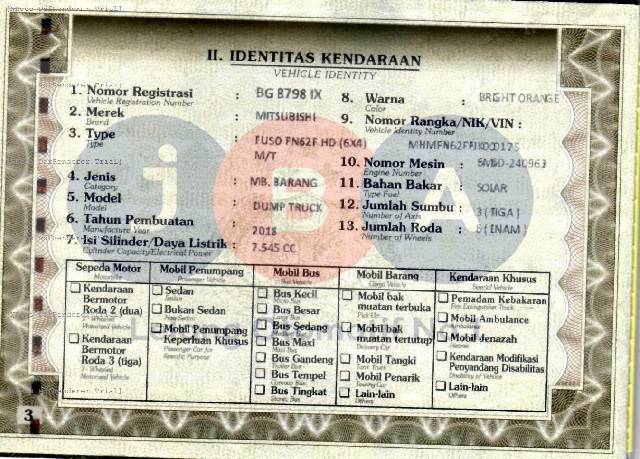 II. IDENTITAS KENDARAAN
VEHICLE IDENTITY
1. Nomor Registrasi : BG 8798 IX
Vehicle Registration Number
2. Merek : MITSUBISHI
Brand
3. Type : FUSO FN62F HD (6X4)
Type M/T
4. Jenis : MB. BARANG
Category
5. Model : DUMP TRUCK
Model
6. Tahun Pembuatan : 2018
Manufacture Year
7. Isi Silinder/Daya Listrik : 7.545 CC
Cylinder Capacity/Electrical Power
8. Warna : BRIGHT ORANGE
Color
9. Nomor Rangka/NIK/VIN :
Vehicle Identity Number
10. Nomor Mesin :
Engine Number
11. Bahan Bakar : SOLAR
Type Fuel
12. Jumlah Sumbu : 3 (TIGA)
Number of Axis
13. Jumlah Roda : (ENAM)
Number of Wheels
Sepeda Motor
Kendaraan
Bermotor
Roda 2 (dua)
Kendaraan
Bermotor
Roda 3 (tiga)
Mobil Penumpang
Passenger Vehicle
Sedan
Sedan
Bukan Sedan
Mobil Penumpang
Keperluan Khusus
Passenger Car for
Specific Purpose
Mobil Bus
Bus Vehicle
Bus Kecil
Bus Besar
Bus Sedang
Bus Maxi
Bus Gandeng
Bus Tempel
Bus Tingkat
Mobil Barang
Cargo Vehicle
Mobil bak
muatan terbuka
Mobil bak
muatan tertutup
Mobil Tangki
Mobil Penarik
Lain-lain
Others
Kendaraan Khusus
Special Vehicle
Pemadam Kebakaran
Mobil Ambulance
Mobil Jenazah
Kendaraan Modifikasi
Penyandang Disabilitas
Lain-lain
Others
3